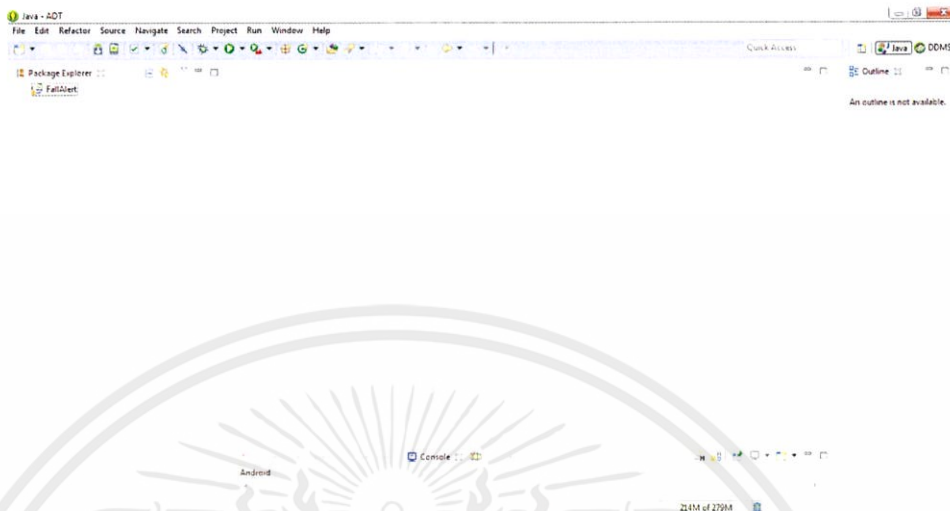 Java - ADT
File Edit Refactor Source Navigate Search Project Run Window Help
Quick Access
Java
DDMS
Package Explorer
Outline
FallAlert
An outline is not available.
Console
Android
214M of 279M